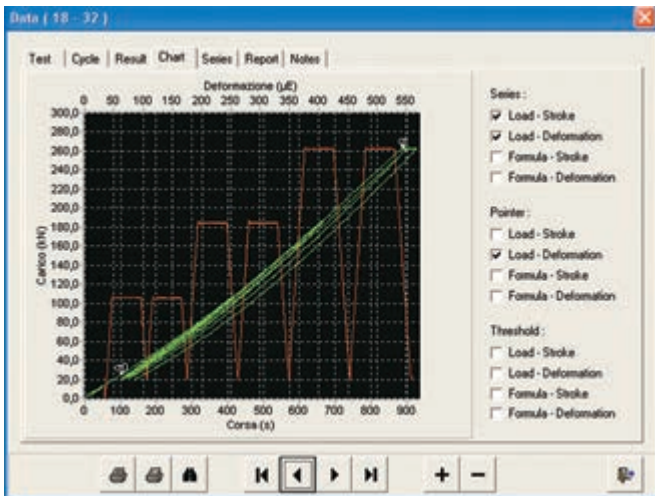 Data ( 18 - 32 )
Test Cycle Result Chart Series Report Notes
Deformazione (µE)
0 50 100 150 200 250 300 350 400 450 500 550
300,0
280,0
260,0
240,0
220,0
200,0
180,0
160,0
140,0
120,0
100,0
80,0
60,0
40,0
20,0
0,0
Carico (kN)
0 100 200 300 400 500 600 700 800 900
Corsa (s)
Series :
Load - Stroke
Load - Deformation
Formula - Stroke
Formula - Deformation
Pointer :
Load - Stroke
Load - Deformation
Formula - Stroke
Formula - Deformation
Threshold :
Load - Stroke
Load - Deformation
Formula - Stroke
Formula - Deformation